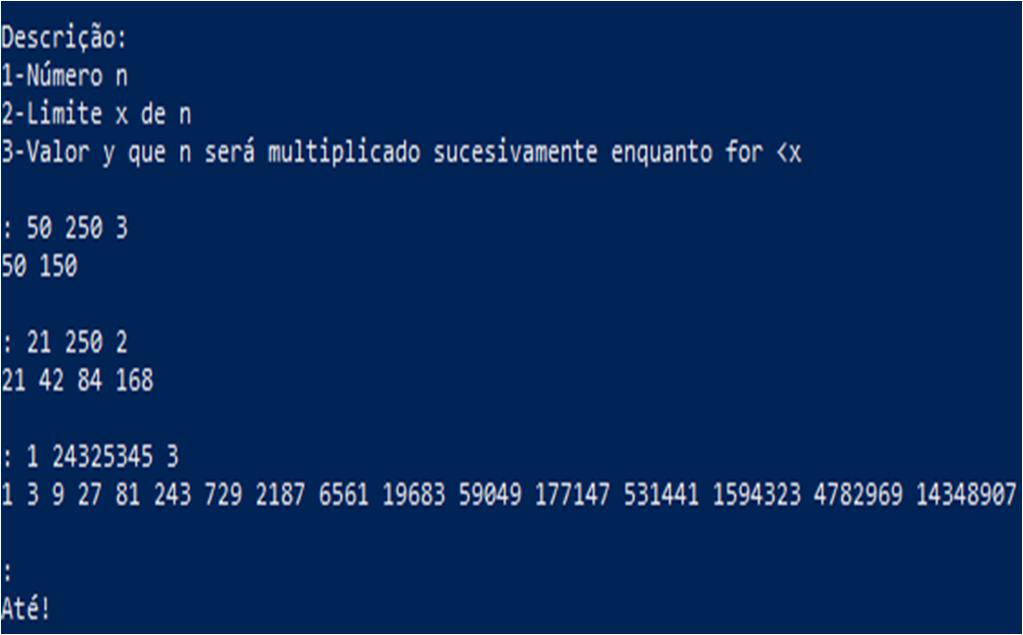 Descrição:
1-Número n
2-Limite x de n
3-Valor y que n será multiplicado sucesivamente enquanto for <x
: 50 250 3
50 150
: 21 250 2
21 42 84 168
: 1 24325345 3
1 3 9 27 81 243 729 2187 6561 19683 59049 177147 531441 1594323 4782969 14348907
:
Até!